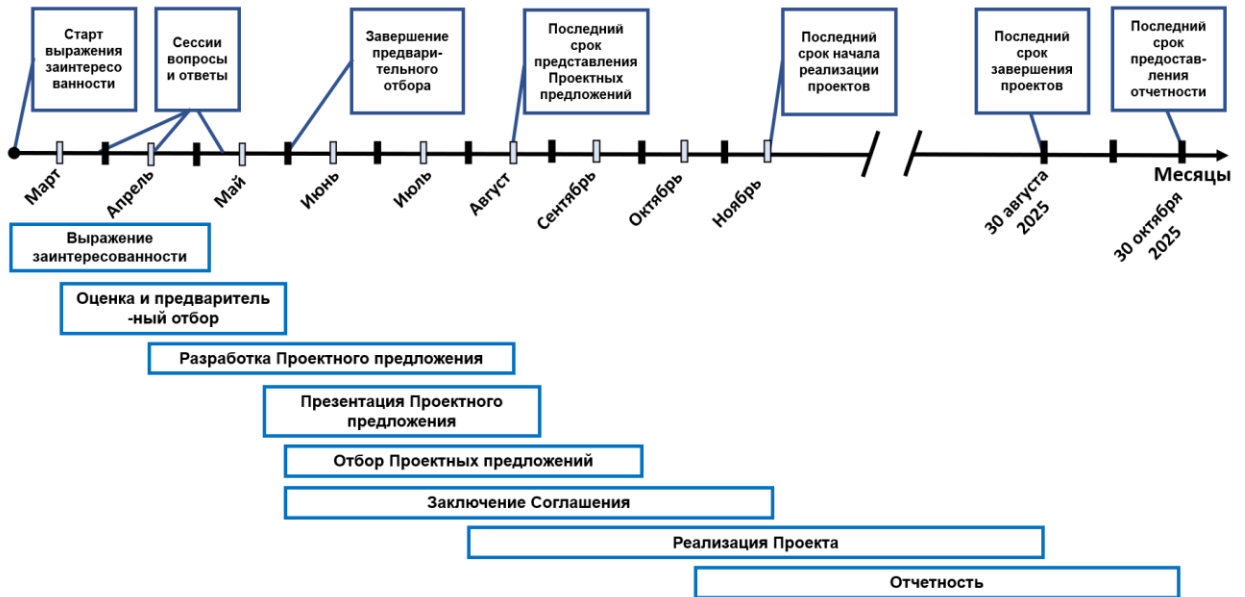 Старт
выражения
заинтересо
ванности
Сессии
вопросы
и ответы
Завершение
предвари-
тельного
отбора
Последний
срок
представления
Проектных
предложений
Последний
срок начала
реализации
проектов
Последний
срок
завершения
проектов
Последний
срок
предостав-
ления
отчетности
Март
Апрель
Май
Июнь
Июль
Август
Сентябрь
Октябрь
Ноябрь
30 августа
2025
30 октября
2025
Месяцы
Выражение
заинтересованности
Оценка и предваритель
-ный отбор
Разработка Проектного предложения
Презентация Проектного
предложения
Отбор Проектных предложений
Заключение Соглашения
Реализация Проекта
Отчетность